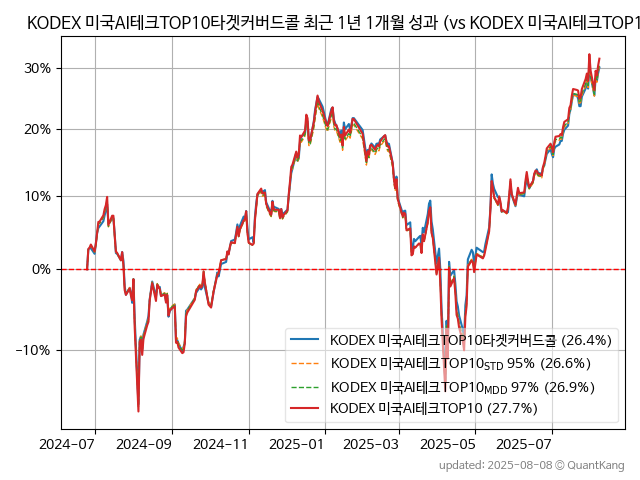 KODEX 미국AI테크TOP10타겟커버드콜 최근 1년 1개월 성과 (vs KODEX 미국AI테크TOP1
30%
20%
10%
0%
−10%
KODEX 미국AI테크TOP10타겟커버드콜 (26.4%)
KODEX 미국AI테크TOP10STD 95% (26.6%)
KODEX 미국AI테크TOP10MDD 97% (26.9%)
KODEX 미국AI테크TOP10 (27.7%)
2024-07 2024-09 2024-11 2025-01 2025-03 2025-05 2025-07
updated: 2025-08-08 © QuantKang